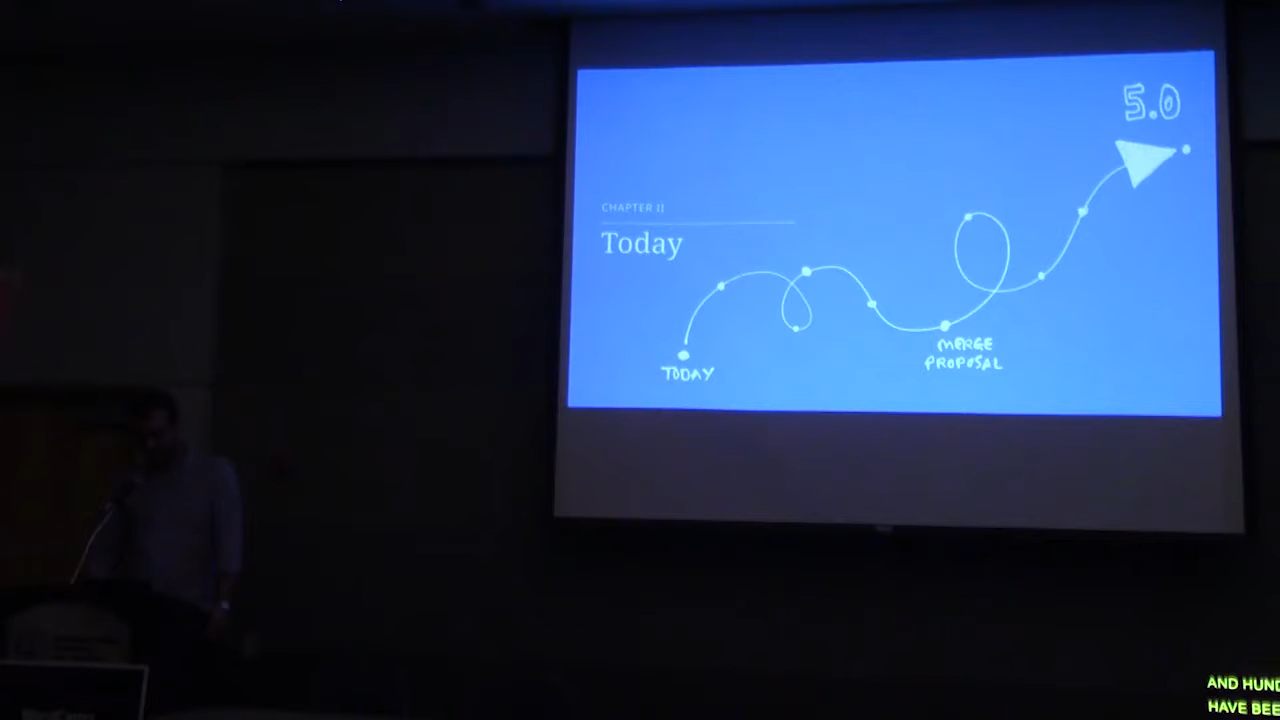 5.0
CHAPTER II
Today
MERGE
PROPOSAL
TODAY
AND HUND
HAVE BEE